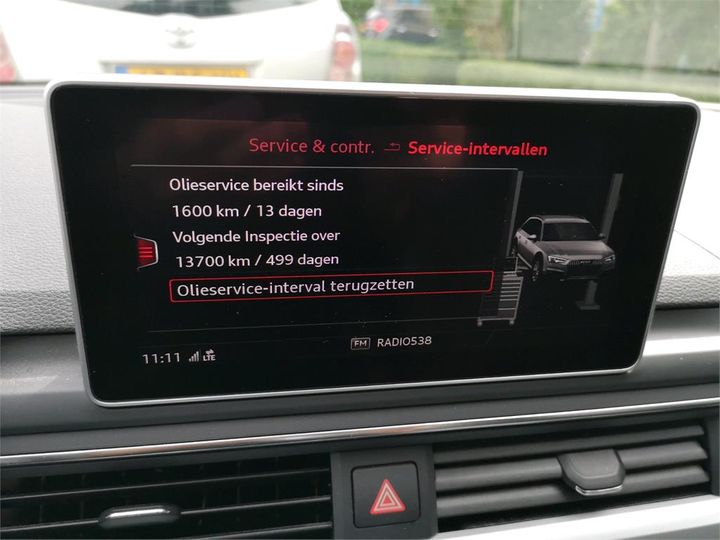 Service & contr. Service-intervallen
Olieservice bereikt sinds
1600 km / 13 dagen
Volgende Inspectie over
13700 km / 499 dagen
Olieservice-interval terugzetten
FM RADIO538
11:11 LTE